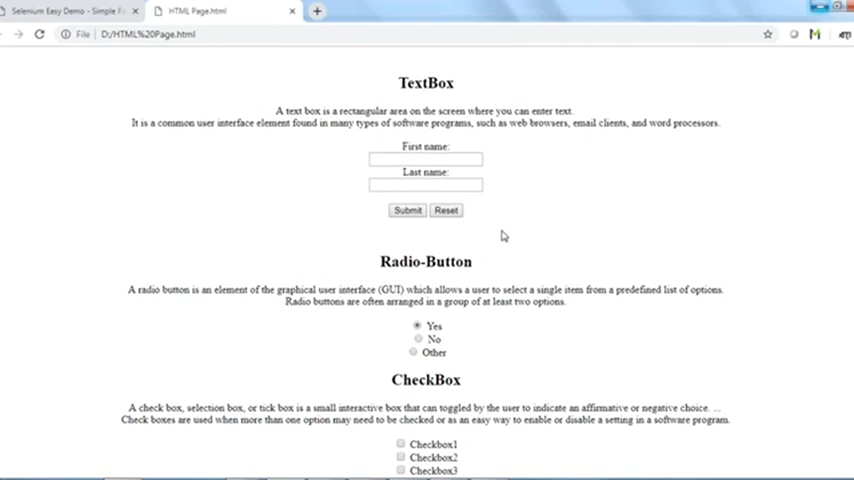 Selenium Easy Demo - Simple Fo
HTML Page.html
File
D:/HTML%20Page.html
TextBox
A text box is a rectangular area on the screen where you can enter text.
It is a common user interface element found in many types of software programs, such as web browsers, email clients, and word processors.
First name:
Last name:
Submit Reset
Radio-Button
A radio button is an element of the graphical user interface (GUI) which allows a user to select a single item from a predefined list of options.
Radio buttons are often arranged in a group of at least two options.
Yes
No
Other
CheckBox
A check box, selection box, or tick box is a small interactive box that can toggled by the user to indicate an affirmative or negative choice. ...
Check boxes are used when more than one option may need to be checked or as an easy way to enable or disable a setting in a software program.
Checkbox1
Checkbox2
Checkbox3